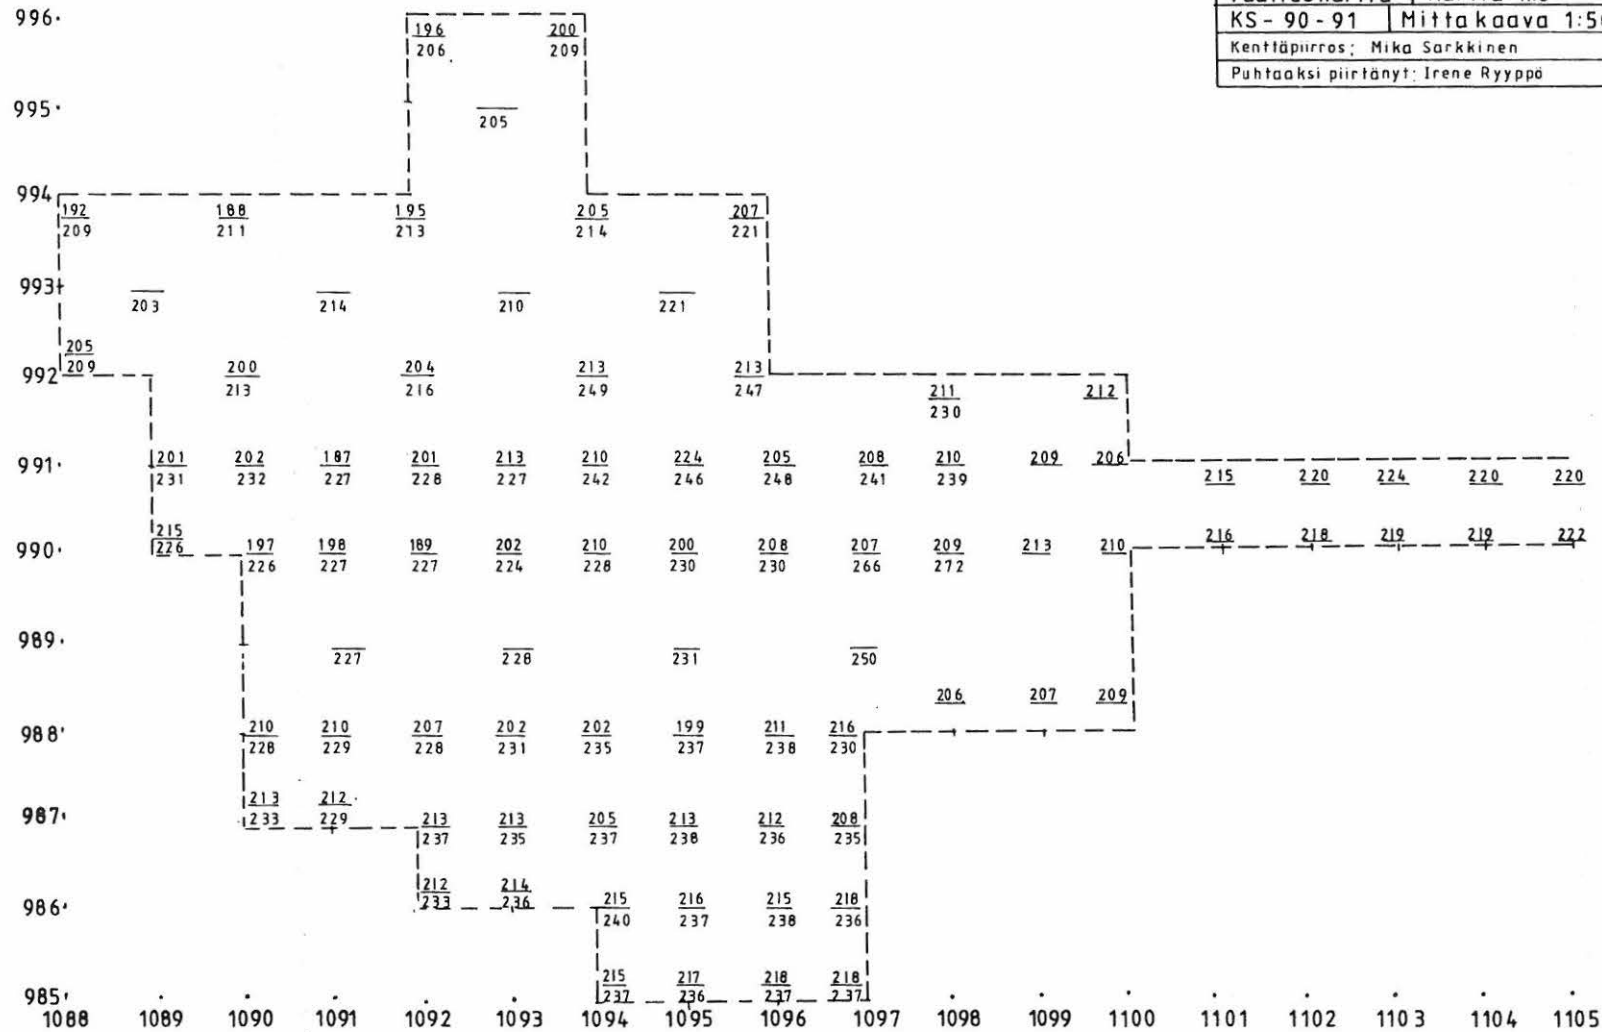 KS - 90 - 91 Mittakaava
Kenttäpiirros: Mika Sarkkinen
Puhtaaksi piirtänyt: Irene Ryyppö
996
196 200
206 209
995
205
994
192 188 195 205 207
209 211 213 214 221
993
203 214 210 221
205
209
992
200 204 213 213
213 216 249 247
211 212
230
991
201 202 187 201 213 210 224 205 208 210 209 206
231 232 227 228 227 242 246 248 241 239
215 220 224 220 220
990
215 216 218 219 219 222
226 197 198 189 202 210 200 208 207 209 213 210
226 227 227 224 228 230 230 266 272
989
227 228 231 250
206 207 209
988
210 210 207 202 202 199 211 216
228 229 228 231 235 237 238 230
213 212
233 229
987
213 213 205 213 212 208
237 235 237 238 236 235
212 214
233 236
986
215 216 215 218
240 237 238 236
215 217 218 218
237 236 237 237
985
1088 1089 1090 1091 1092 1093 1094 1095 1096 1097 1098 1099 1100 1101 1102 1103 1104 1105